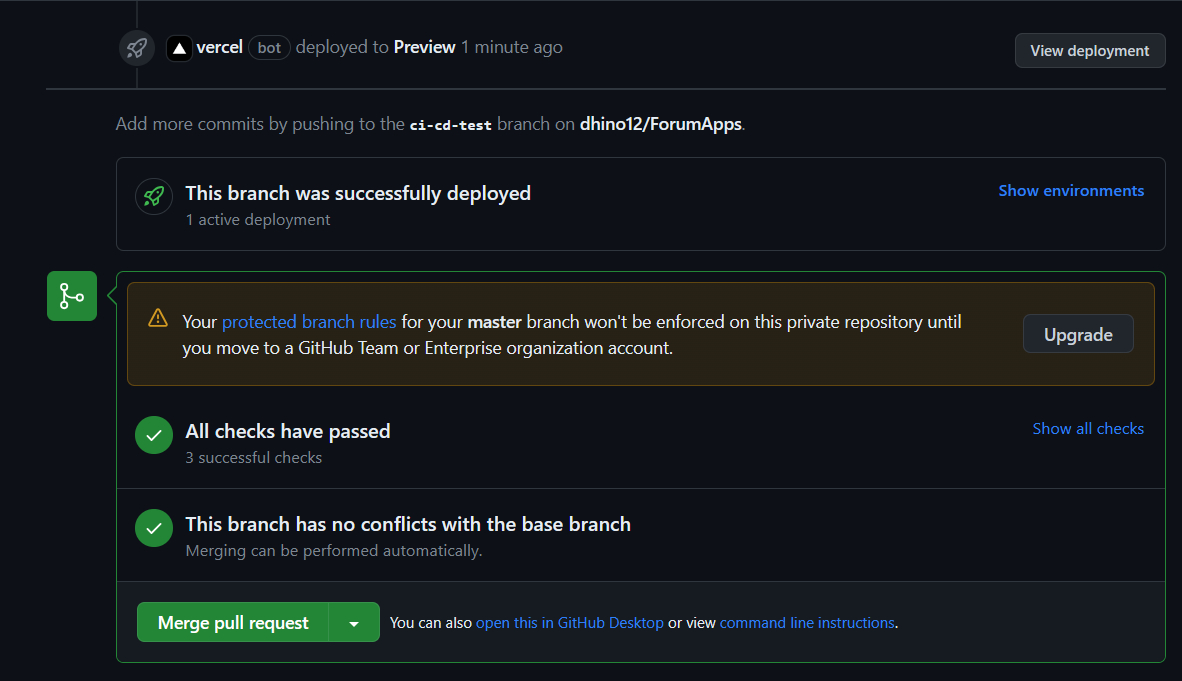 vercel bot deployed to Preview 1 minute ago
View deployment
Add more commits by pushing to the ci-cd-test branch on dhino12/ForumApps.
This branch was successfully deployed
Show environments
1 active deployment
Your protected branch rules for your master branch won't be enforced on this private repository until
you move to a GitHub Team or Enterprise organization account.
Upgrade
All checks have passed
Show all checks
3 successful checks
This branch has no conflicts with the base branch
Merging can be performed automatically.
Merge pull request
You can also open this in GitHub Desktop or view command line instructions.